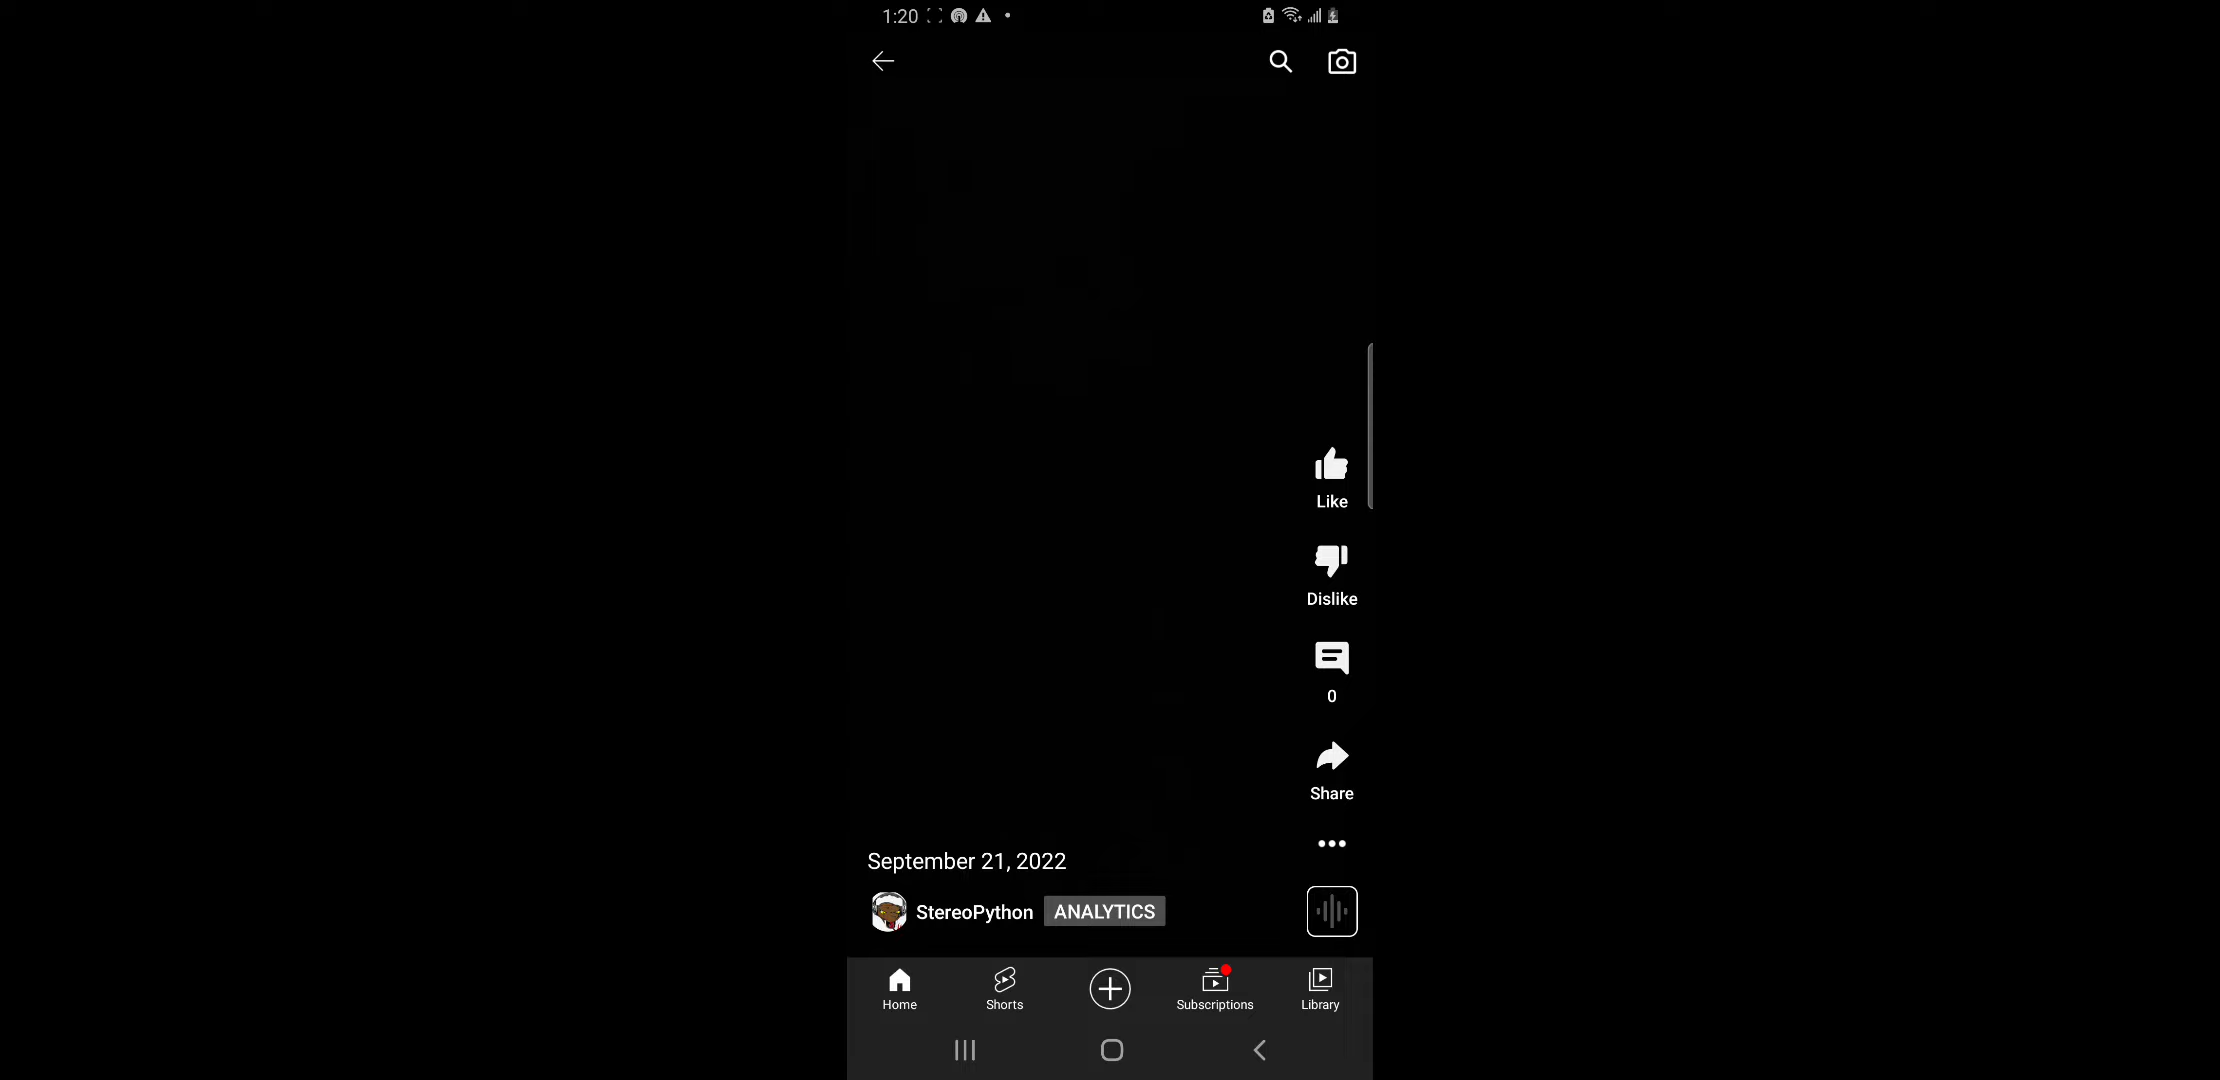 1:20
Like
Dislike
0
Share
September 21, 2022
StereoPython ANALYTICS
Home Shorts Subscriptions Library